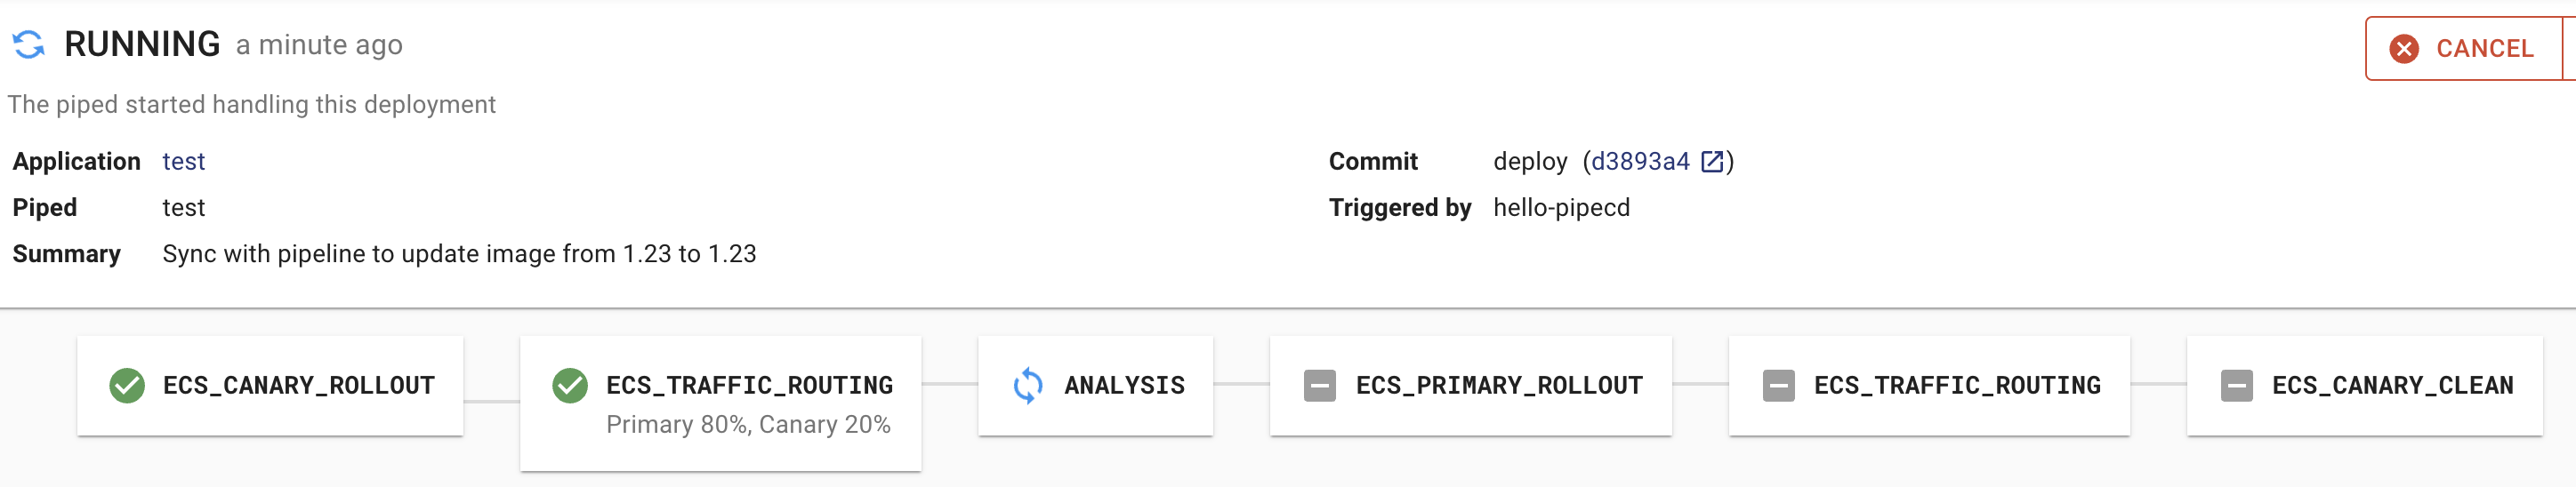 RUNNING a minute ago
CANCEL
The piped started handling this deployment
Application test
Piped test
Summary Sync with pipeline to update image from 1.23 to 1.23
Commit deploy (d3893a4)
Triggered by hello-pipecd
ECS_CANARY_ROLLOUT
ECS_TRAFFIC_ROUTING
Primary 80%, Canary 20%
ANALYSIS
ECS_PRIMARY_ROLLOUT
ECS_TRAFFIC_ROUTING
ECS_CANARY_CLEAN